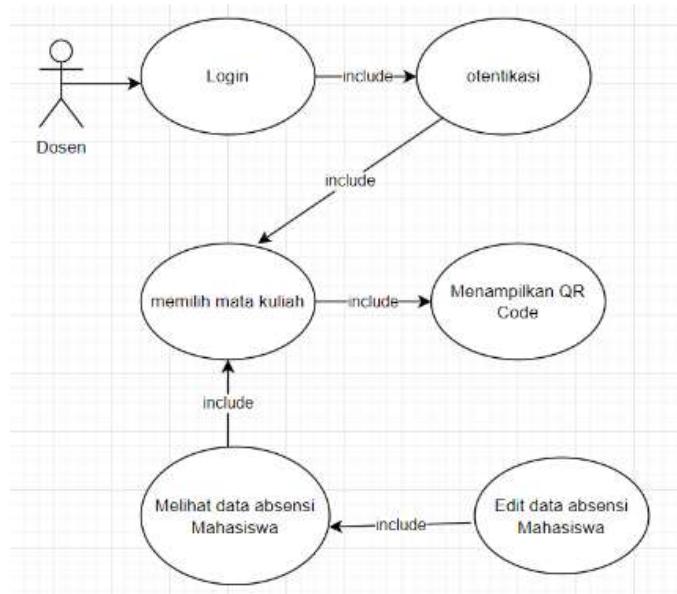 Login
include
otentikasi
Dosen
include
memilih mata kuliah
include
Menampilkan QR
Code
include
Melihat data absensi
Mahasiswa
include
Edit data absensi
Mahasiswa